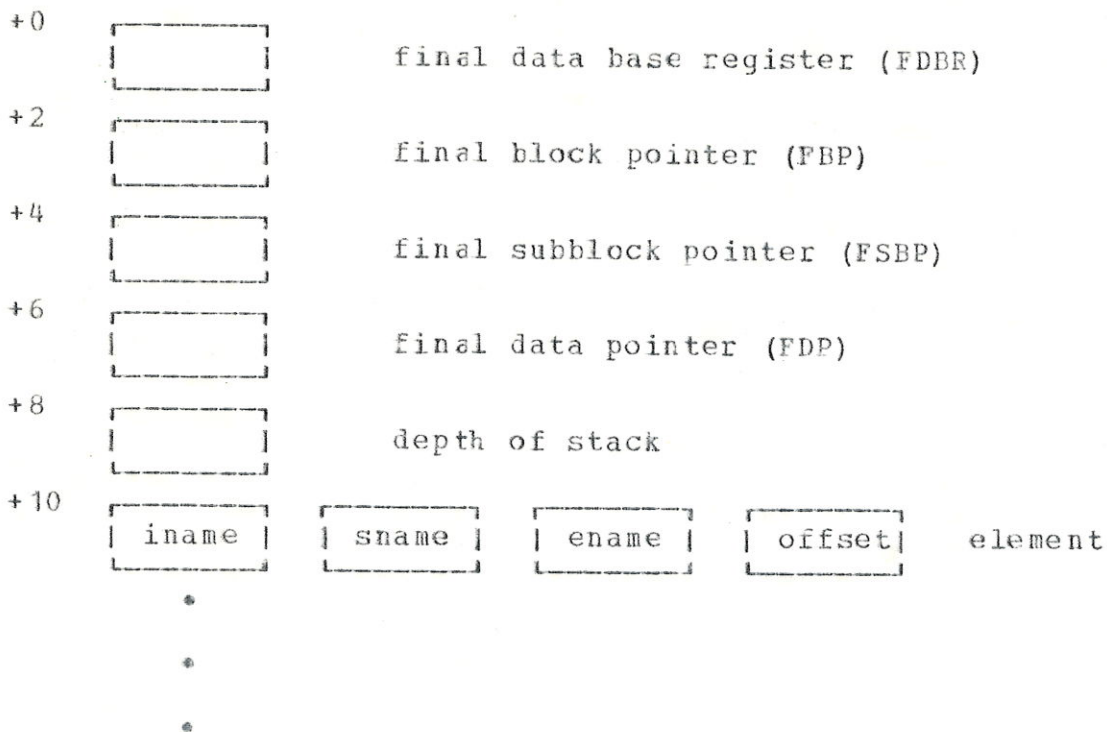 +0
final data base register (FDBR)
+2
final block pointer (FBP)
+4
final subblock pointer (FSBP)
+6
final data pointer (FDP)
+8
depth of stack
+10
iname sname ename offset element